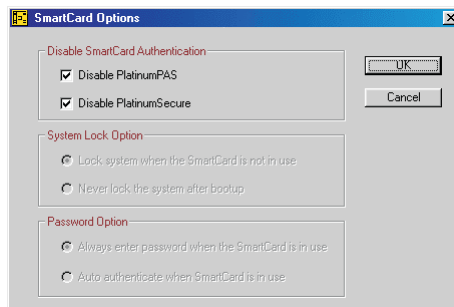 SmartCard Options
Disable SmartCard Authentication
Disable PlatinumPAS
OK
Disable PlatinumSecure
Cancel
System Lock Option
Lock system when the SmartCard is not in use
Never lock the system after bootup
Password Option
Always enter password when the SmartCard is in use
Auto authenticate when SmartCard is in use